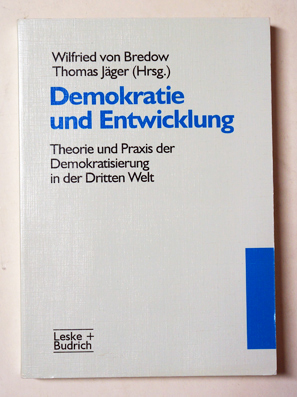 Wilfried von Bredow
Thomas Jäger (Hrsg.)
Demokratie
und Entwicklung
Theorie und Praxis der
Demokratisierung
in der Dritten Welt
Leske +
Budrich